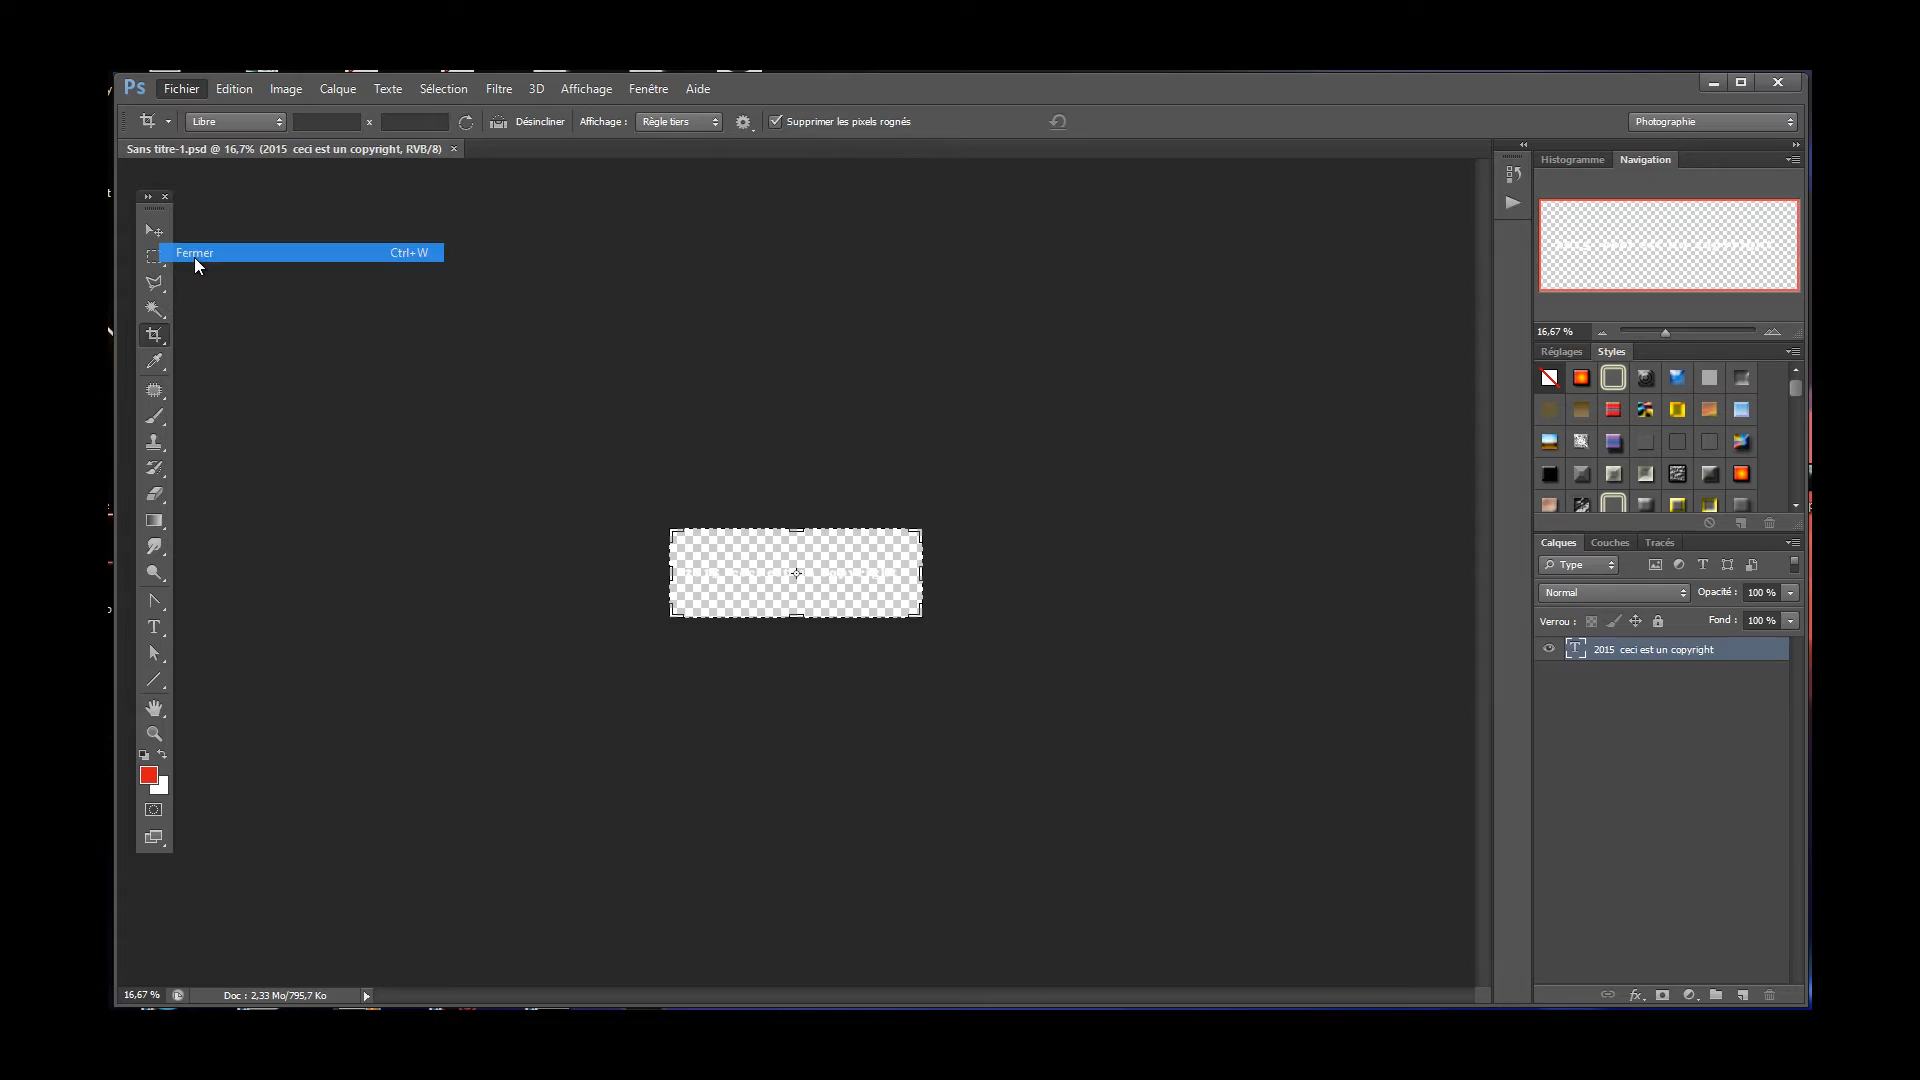 Ps Fichier Edition Image Calque Texte Sélection Filtre 3D Affichage Fenêtre Aide
Libre x Désincliner Affichage : Règle tiers Supprimer les pixels rognés Photographie
Sans titre-1.psd @ 16,7% (2015  ceci est un copyright, RVB/8) ×
Histogramme Navigation
Fermer Ctrl+W
16,67 %
Réglages Styles
Calques Couches Tracés
Type
Normal Opacité : 100 %
Verrou : Fond : 100 %
T 2015  ceci est un copyright
16,67 % Doc : 2,33 Mo/795,7 Ko